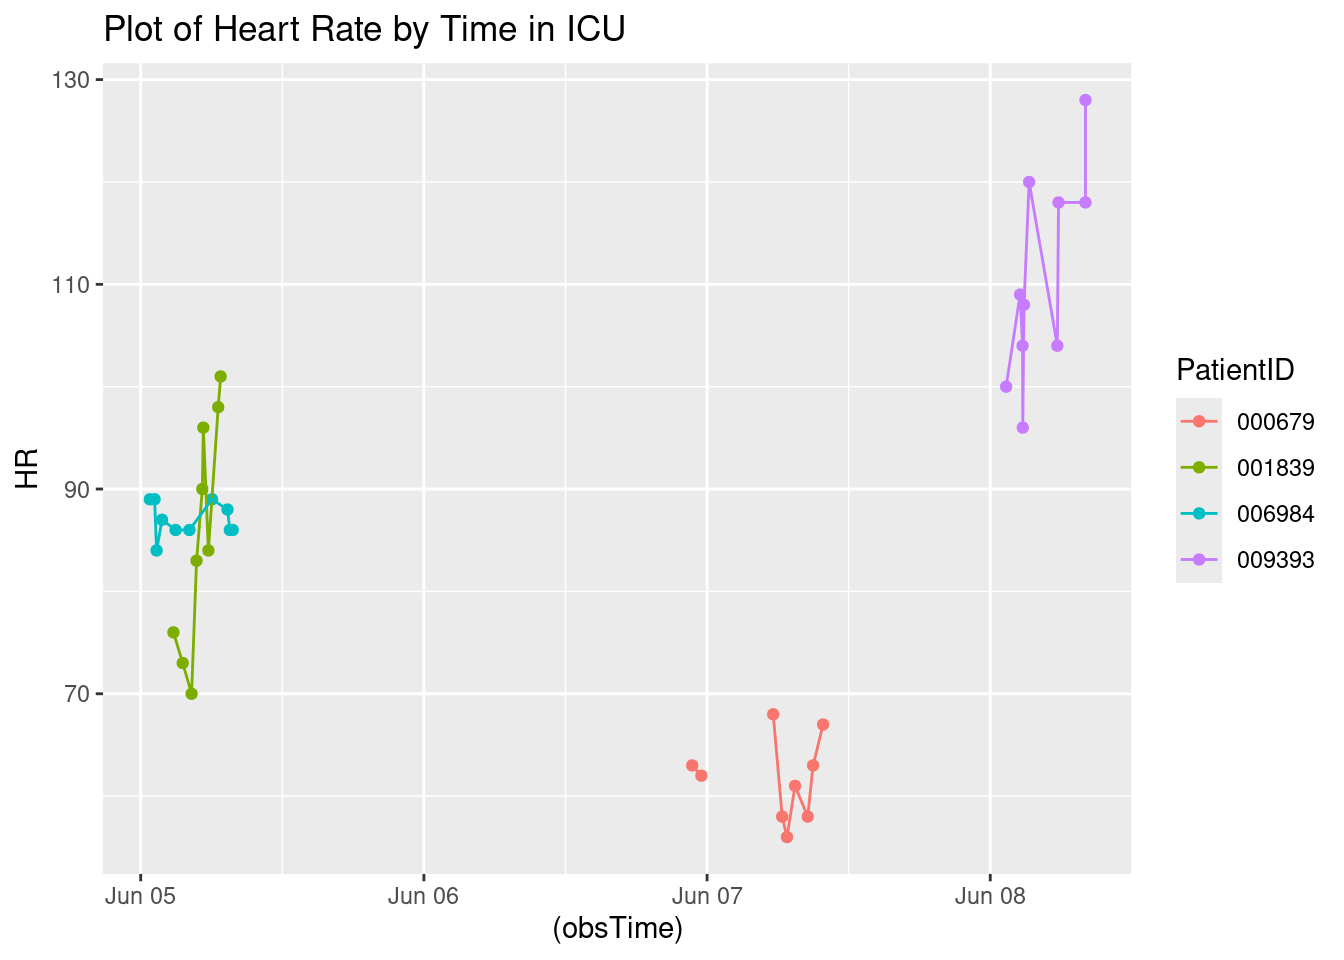 Plot of Heart Rate by Time in ICU
130
110
90
70
HR
Jun 05 Jun 06 Jun 07 Jun 08
(obsTime)
PatientID
000679
001839
006984
009393